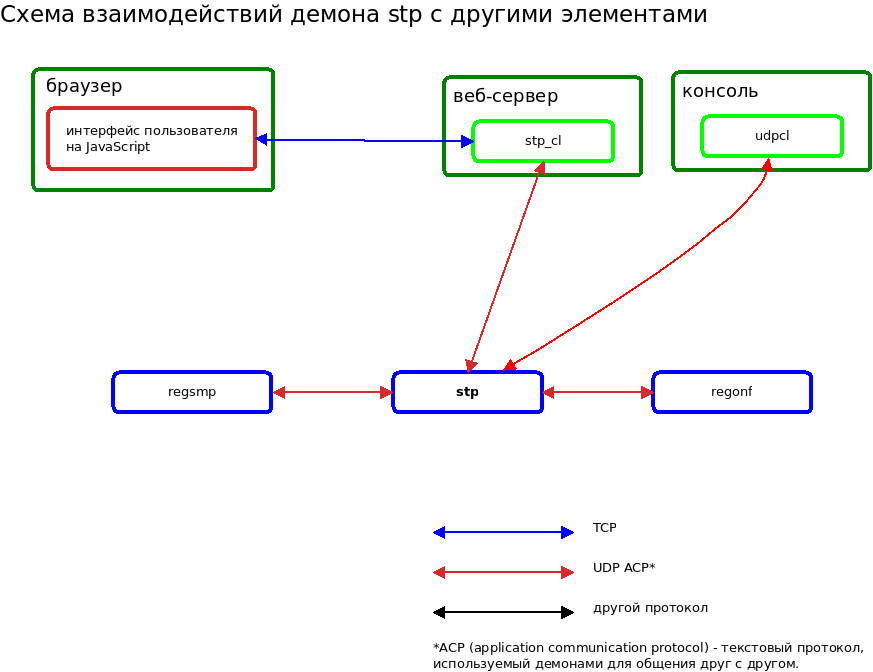 Схема взаимодействий демона stp с другими элементами
браузер
интерфейс пользователя
на JavaScript
веб-сервер
stp_cl
консоль
udpcl
regsmp
stp
regonf
TCP
UDP ACP*
другой протокол
*ACP (application communication protocol) - текстовый протокол,
используемый демонами для общения друг с другом.